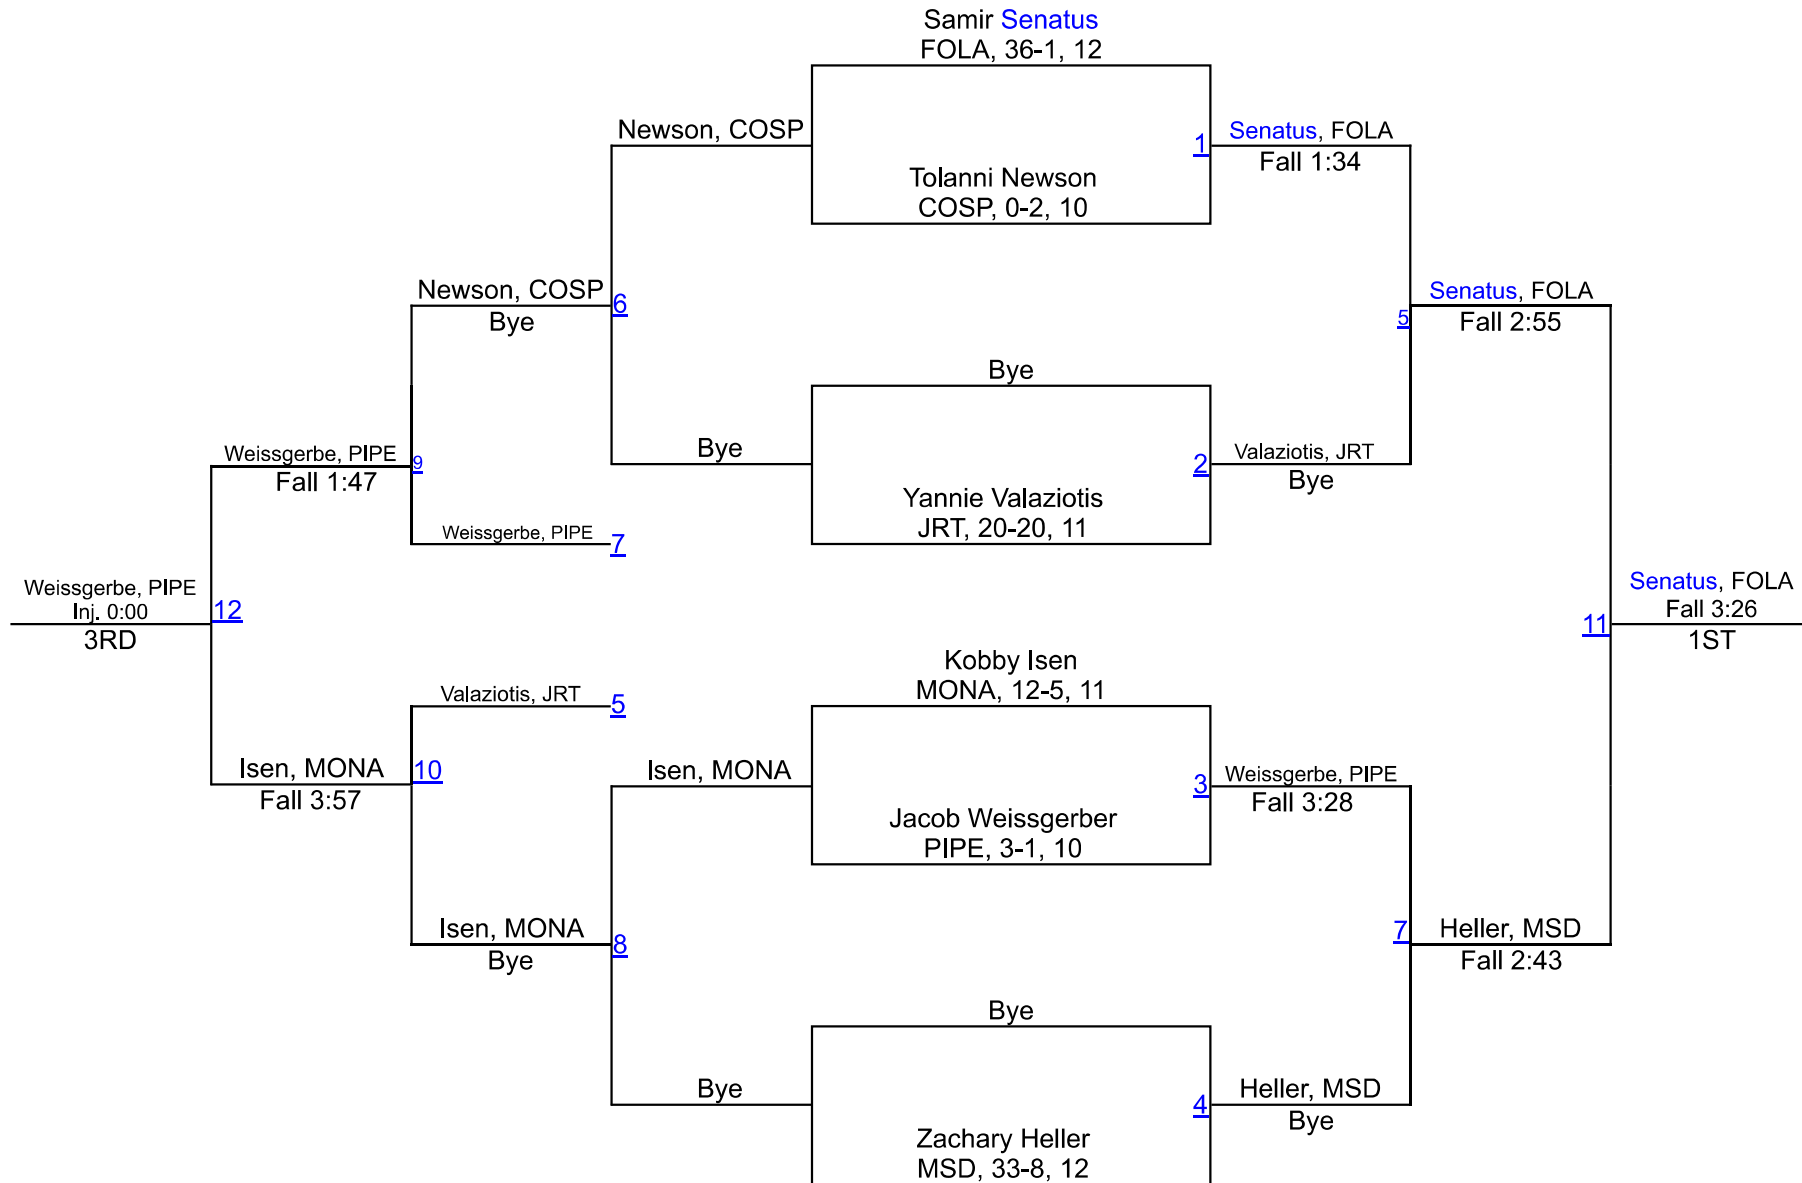 Samir Senatus
FOLA, 36-1, 12
Newson, COSP
1
Senatus, FOLA
Fall 1:34
Tolanni Newson
COSP, 0-2, 10
Newson, COSP
Bye
6
Senatus, FOLA
Fall 2:55
5
Bye
Bye
Weissgerbe, PIPE
Fall 1:47
9
2
Valaziotis, JRT
Bye
Yannie Valaziotis
JRT, 20-20, 11
Weissgerbe, PIPE
7
Weissgerbe, PIPE
Inj. 0:00
3RD
12
11
Senatus, FOLA
Fall 3:26
1ST
Kobby Isen
MONA, 12-5, 11
Valaziotis, JRT
5
Isen, MONA
Fall 3:57
10
Isen, MONA
3
Weissgerbe, PIPE
Fall 3:28
Jacob Weissgerber
PIPE, 3-1, 10
Isen, MONA
Bye
8
7
Heller, MSD
Fall 2:43
Bye
Bye
4
Heller, MSD
Bye
Zachary Heller
MSD, 33-8, 12